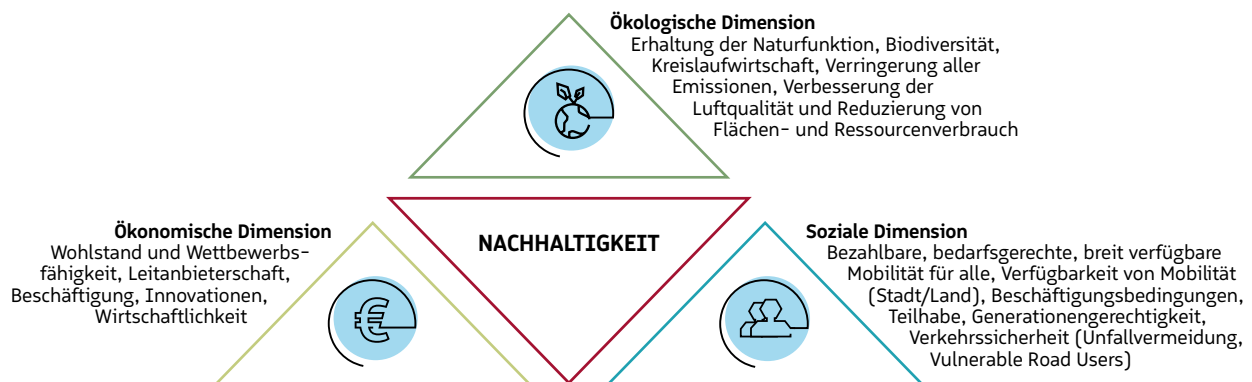 Ökologische Dimension
Erhaltung der Naturfunktion, Biodiversität,
Kreislaufwirtschaft, Verringerung aller
Emissionen, Verbesserung der
Luftqualität und Reduzierung von
Flächen- und Ressourcenverbrauch
NACHHALTIGKEIT
Ökonomische Dimension
Wohlstand und Wettbewerbs-
fähigkeit, Leitanbieterschaft,
Beschäftigung, Innovationen,
Wirtschaftlichkeit
€
Soziale Dimension
Bezahlbare, bedarfsgerechte, breit verfügbare
Mobilität für alle, Verfügbarkeit von Mobilität
(Stadt/Land), Beschäftigungsbedingungen,
Teilhabe, Generationengerechtigkeit,
Verkehrssicherheit (Unfallvermeidung,
Vulnerable Road Users)